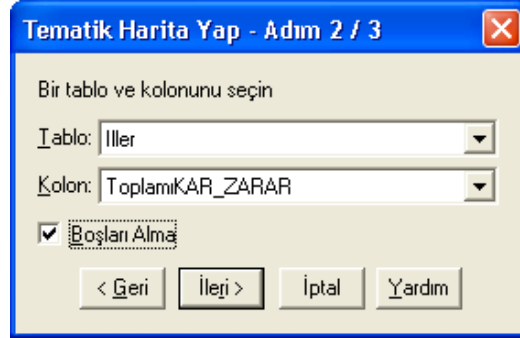 Tematik Harita Yap - Adım 2 / 3
Bir tablo ve kolonunu seçin
Tablo: Iller
Kolon: ToplamıKAR_ZARAR
Boşları Alma
< Geri İleri > İptal Yardım